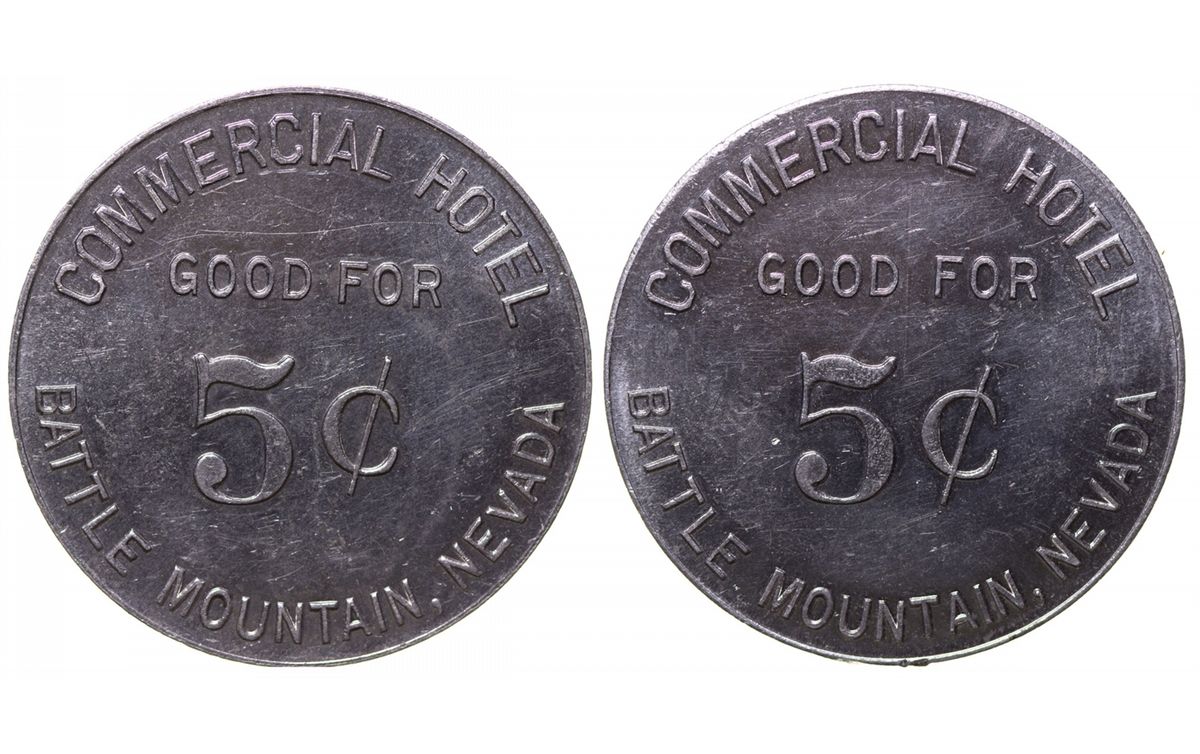 COMMERCIAL HOTEL
GOOD FOR
5¢
BATTLE MOUNTAIN, NEVADA
COMMERCIAL HOTEL
GOOD FOR
5¢
BATTLE MOUNTAIN, NEVADA